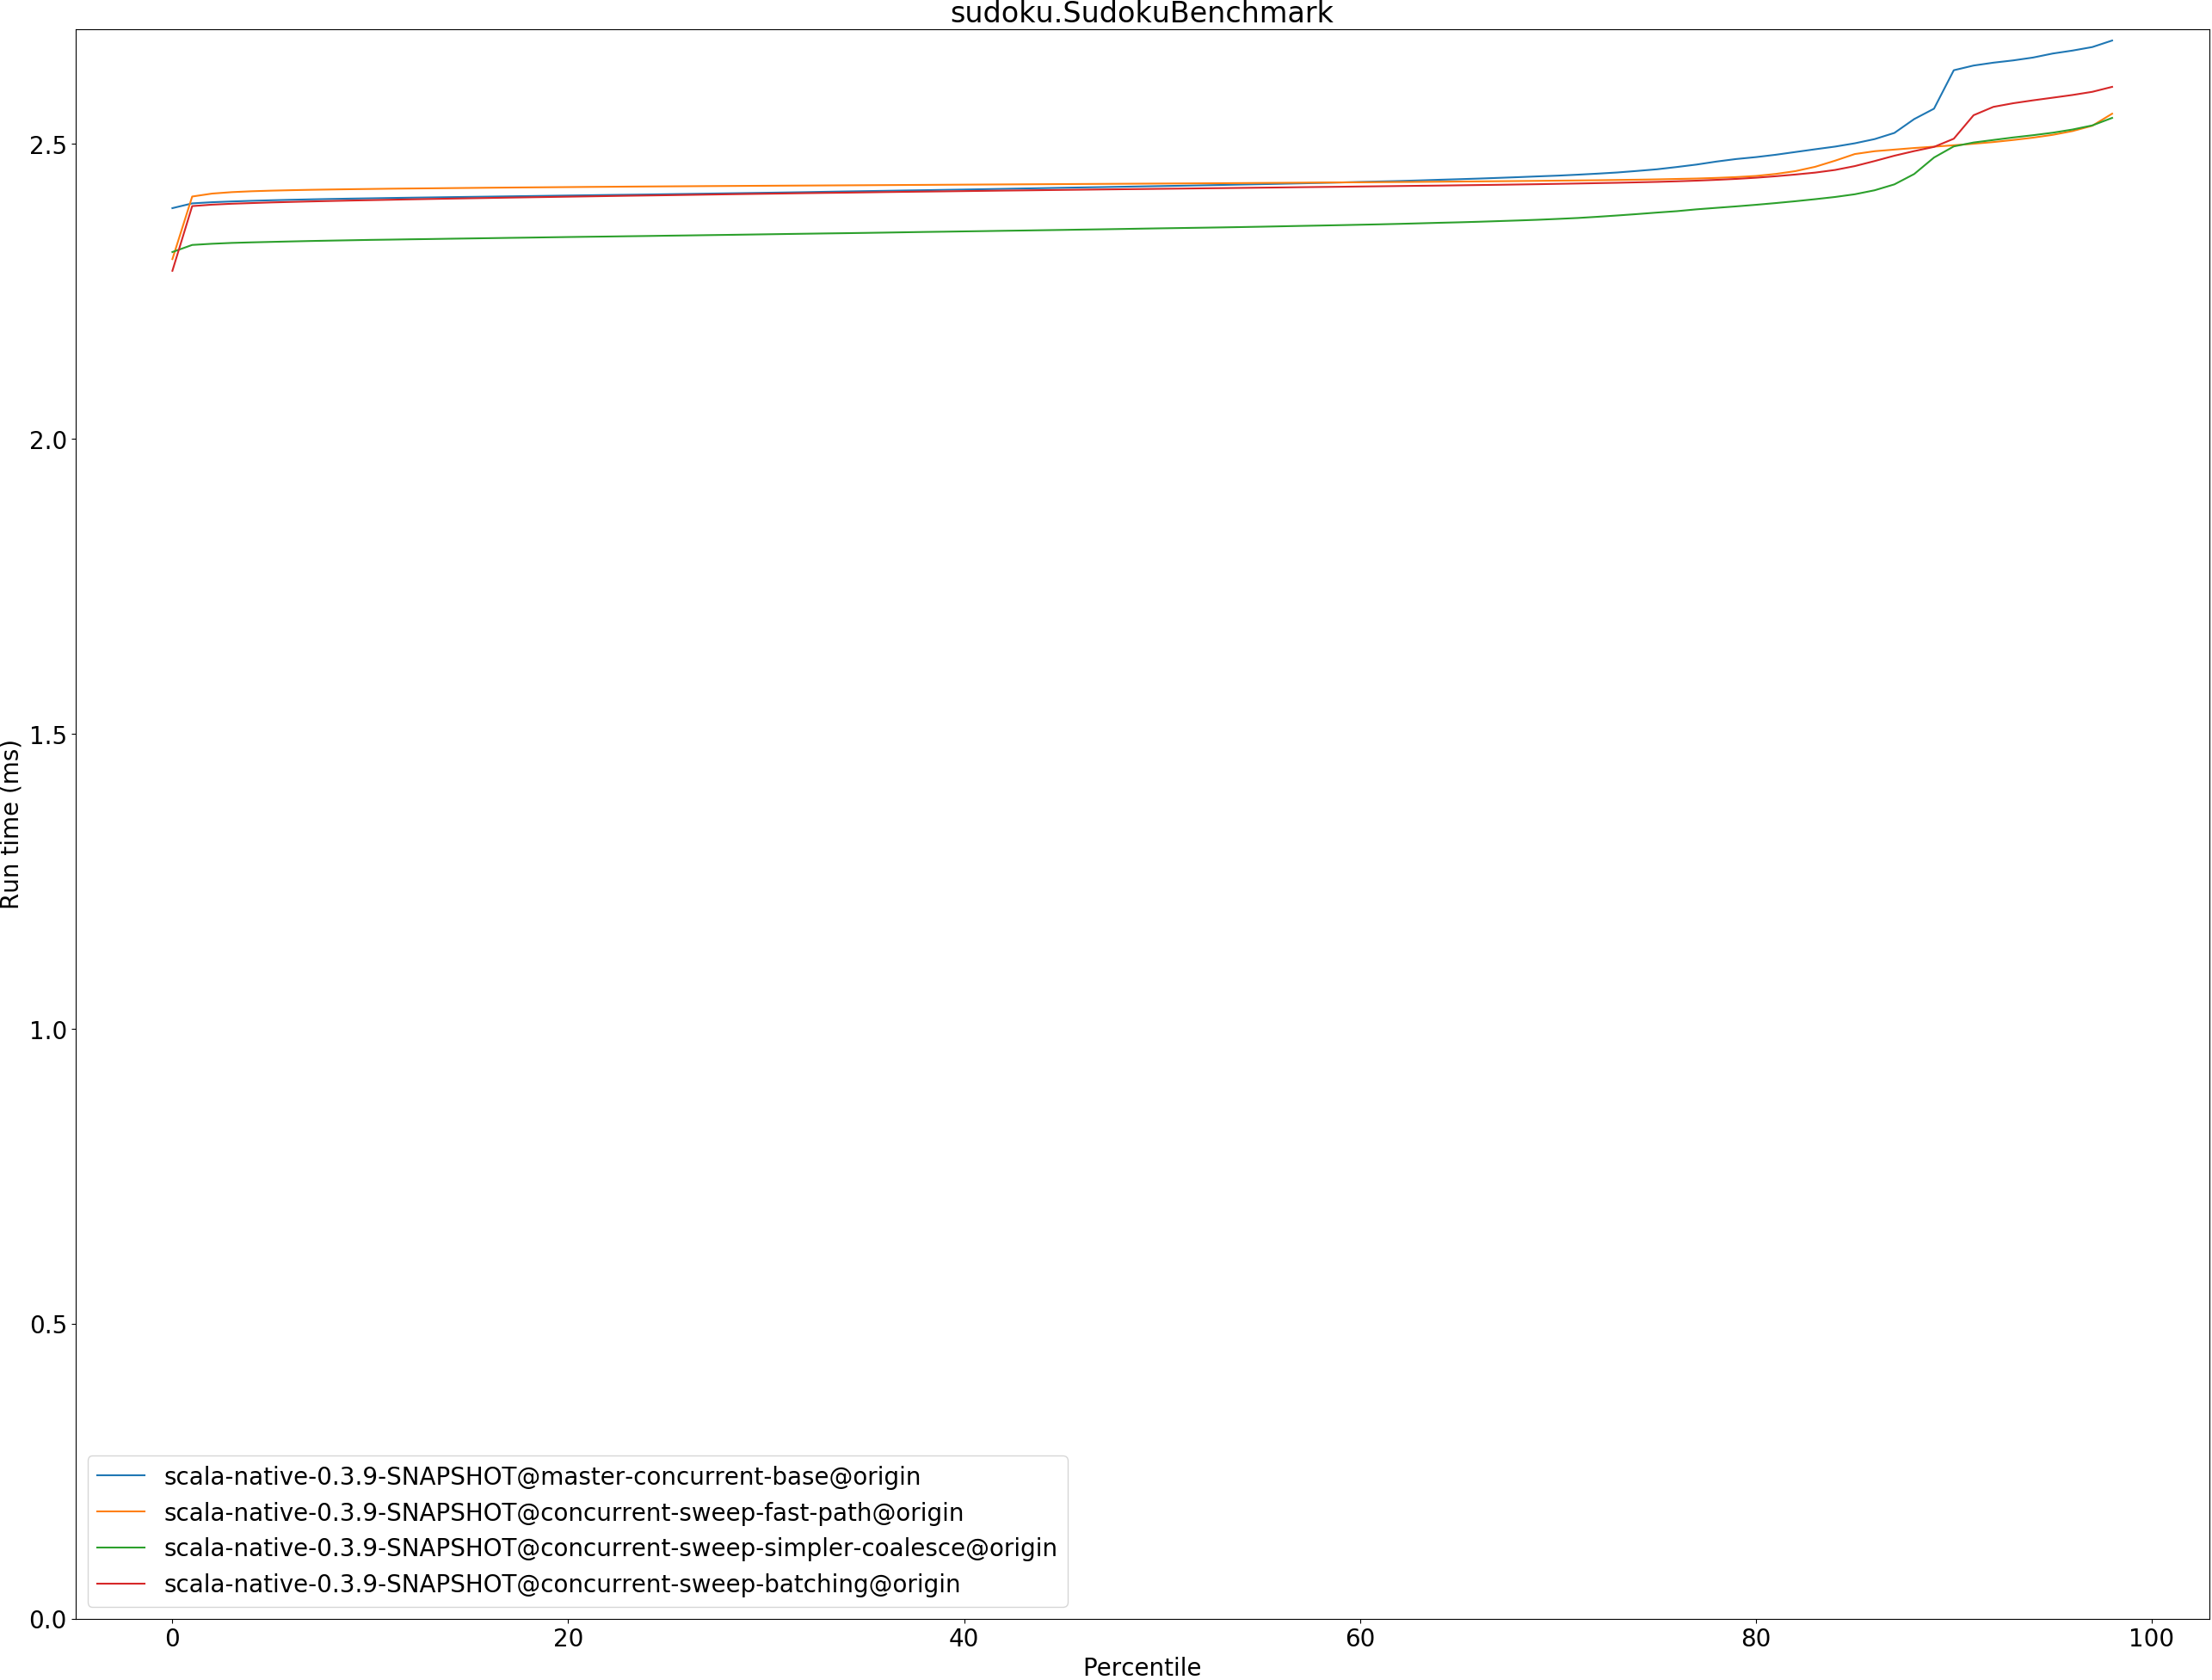 sudoku.SudokuBenchmark
Run time (ms)
2.5
2.0
1.5
1.0
0.5
0.0
scala-native-0.3.9-SNAPSHOT@master-concurrent-base@origin
scala-native-0.3.9-SNAPSHOT@concurrent-sweep-fast-path@origin
scala-native-0.3.9-SNAPSHOT@concurrent-sweep-simpler-coalesce@origin
scala-native-0.3.9-SNAPSHOT@concurrent-sweep-batching@origin
0 20 40 60 80 100
Percentile